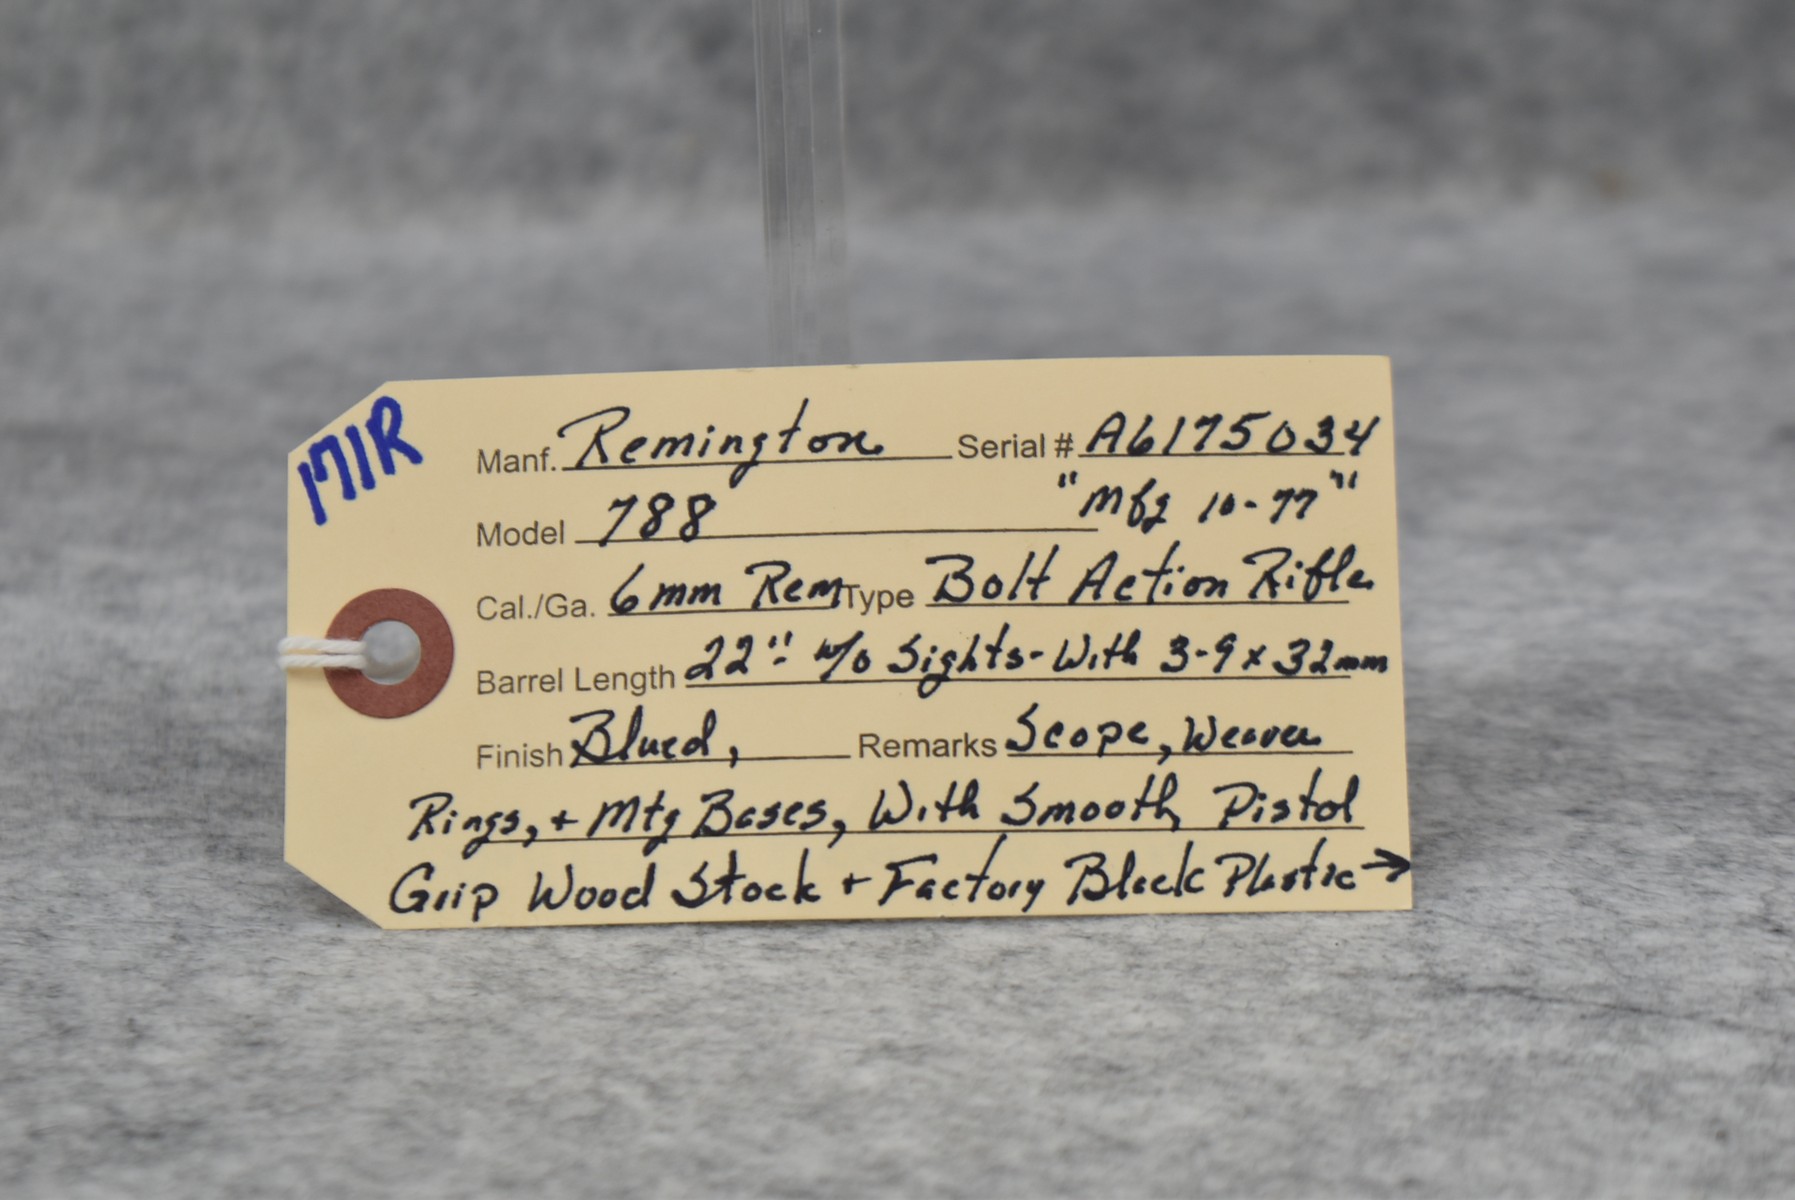 171R
Manf. Remington Serial # A6175034
Model 788 "Mfg 10-77"
Cal./Ga. 6mm Rem Type Bolt Action Rifle
Barrel Length 22" w/o Sights - With 3-9x32mm
Finish Blued, Remarks Scope, Weaver
Rings, + Mtg Bases, With Smooth Pistol
Grip Wood Stock + Factory Black Plastic →